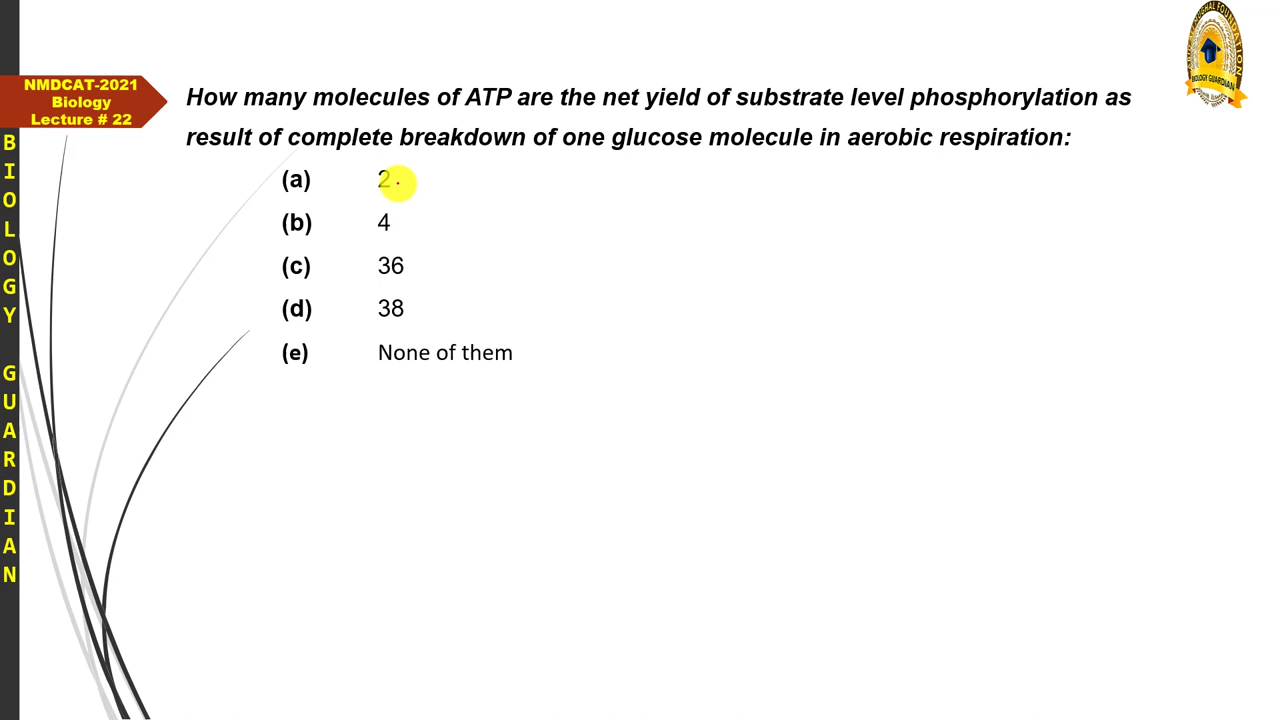 NMDCAT-2021
Biology
Lecture # 22
BIOLOGY GUARDIAN
How many molecules of ATP are the net yield of substrate level phosphorylation as
result of complete breakdown of one glucose molecule in aerobic respiration:
(a) 2
(b) 4
(c) 36
(d) 38
(e) None of them
FOUNDATION
BIOLOGY GUARDIAN